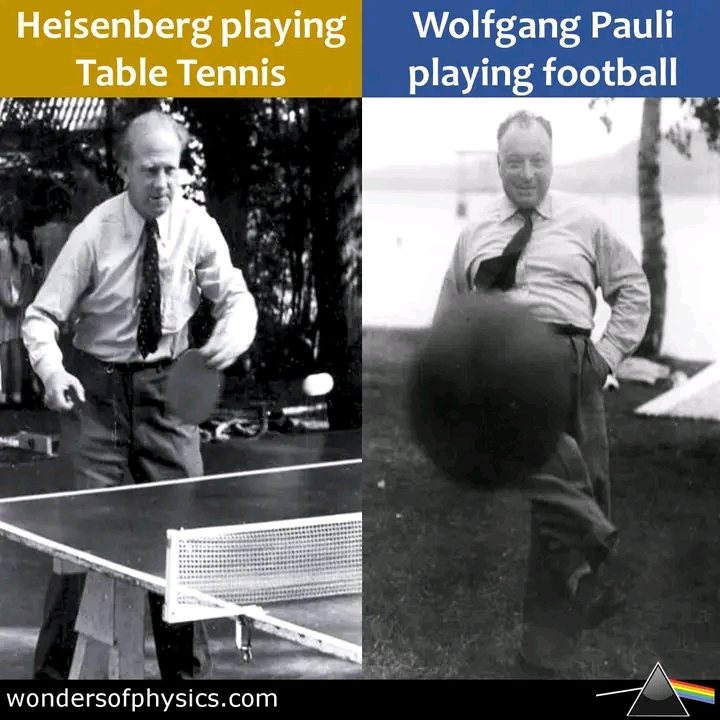 Heisenberg playing
Table Tennis
Wolfgang Pauli
playing football
wondersofphysics.com